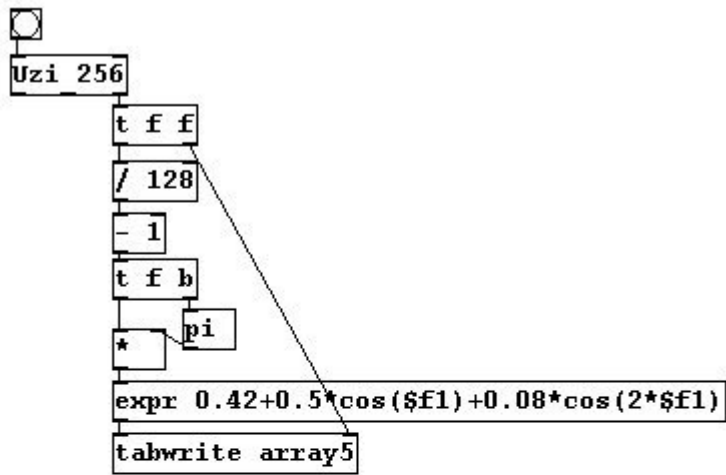 Uzi 256
t f f
/ 128
- 1
t f b
pi
*
expr 0.42+0.5*cos($f1)+0.08*cos(2*$f1)
tabwrite array5